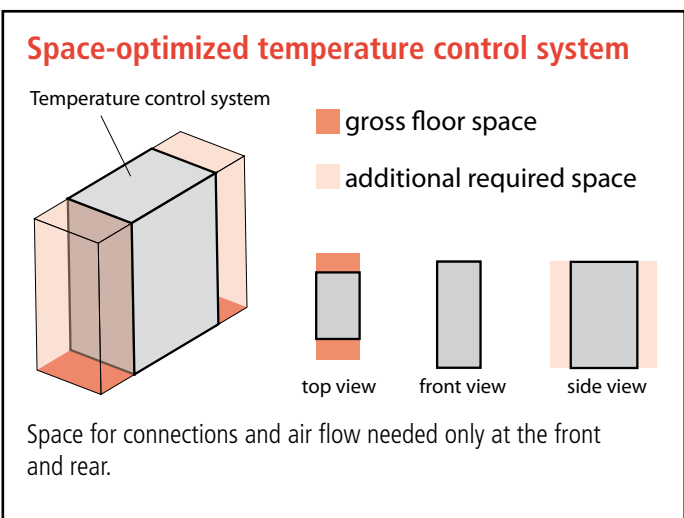 Space-optimized temperature control system
Temperature control system
gross floor space
additional required space
top view
front view
side view
Space for connections and air flow needed only at the front
and rear.